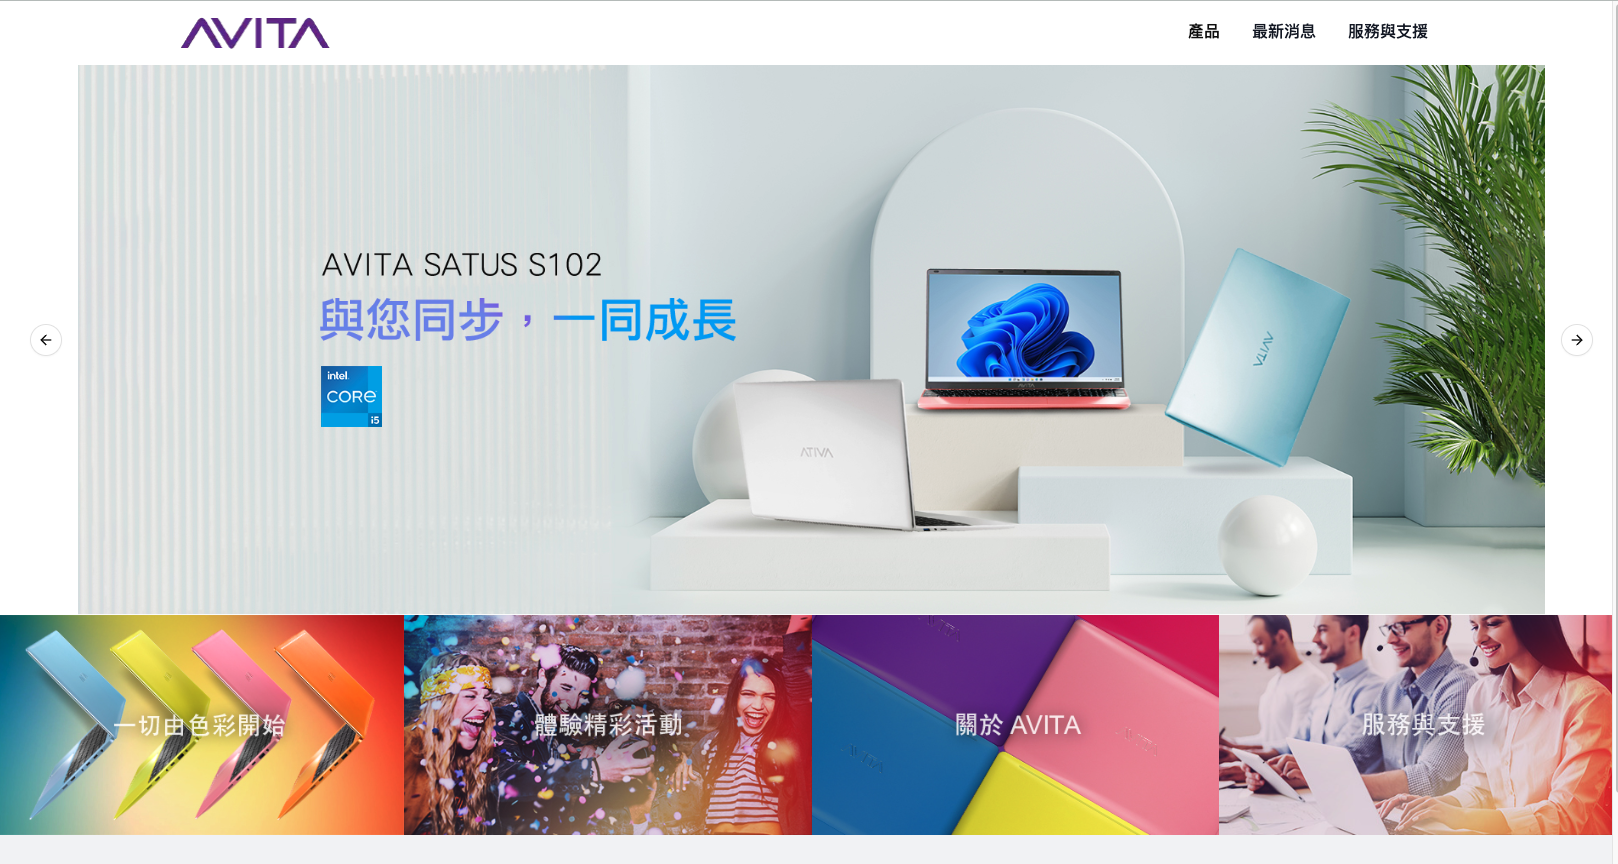 AVITA
產品 最新消息 服務與支援
AVITA SATUS S102
與您同步，一同成長
intel.
CORE
i5
AVITA
AVITA
ATIVA
一切由色彩開始
體驗精彩活動
關於 AVITA
服務與支援
AVITA